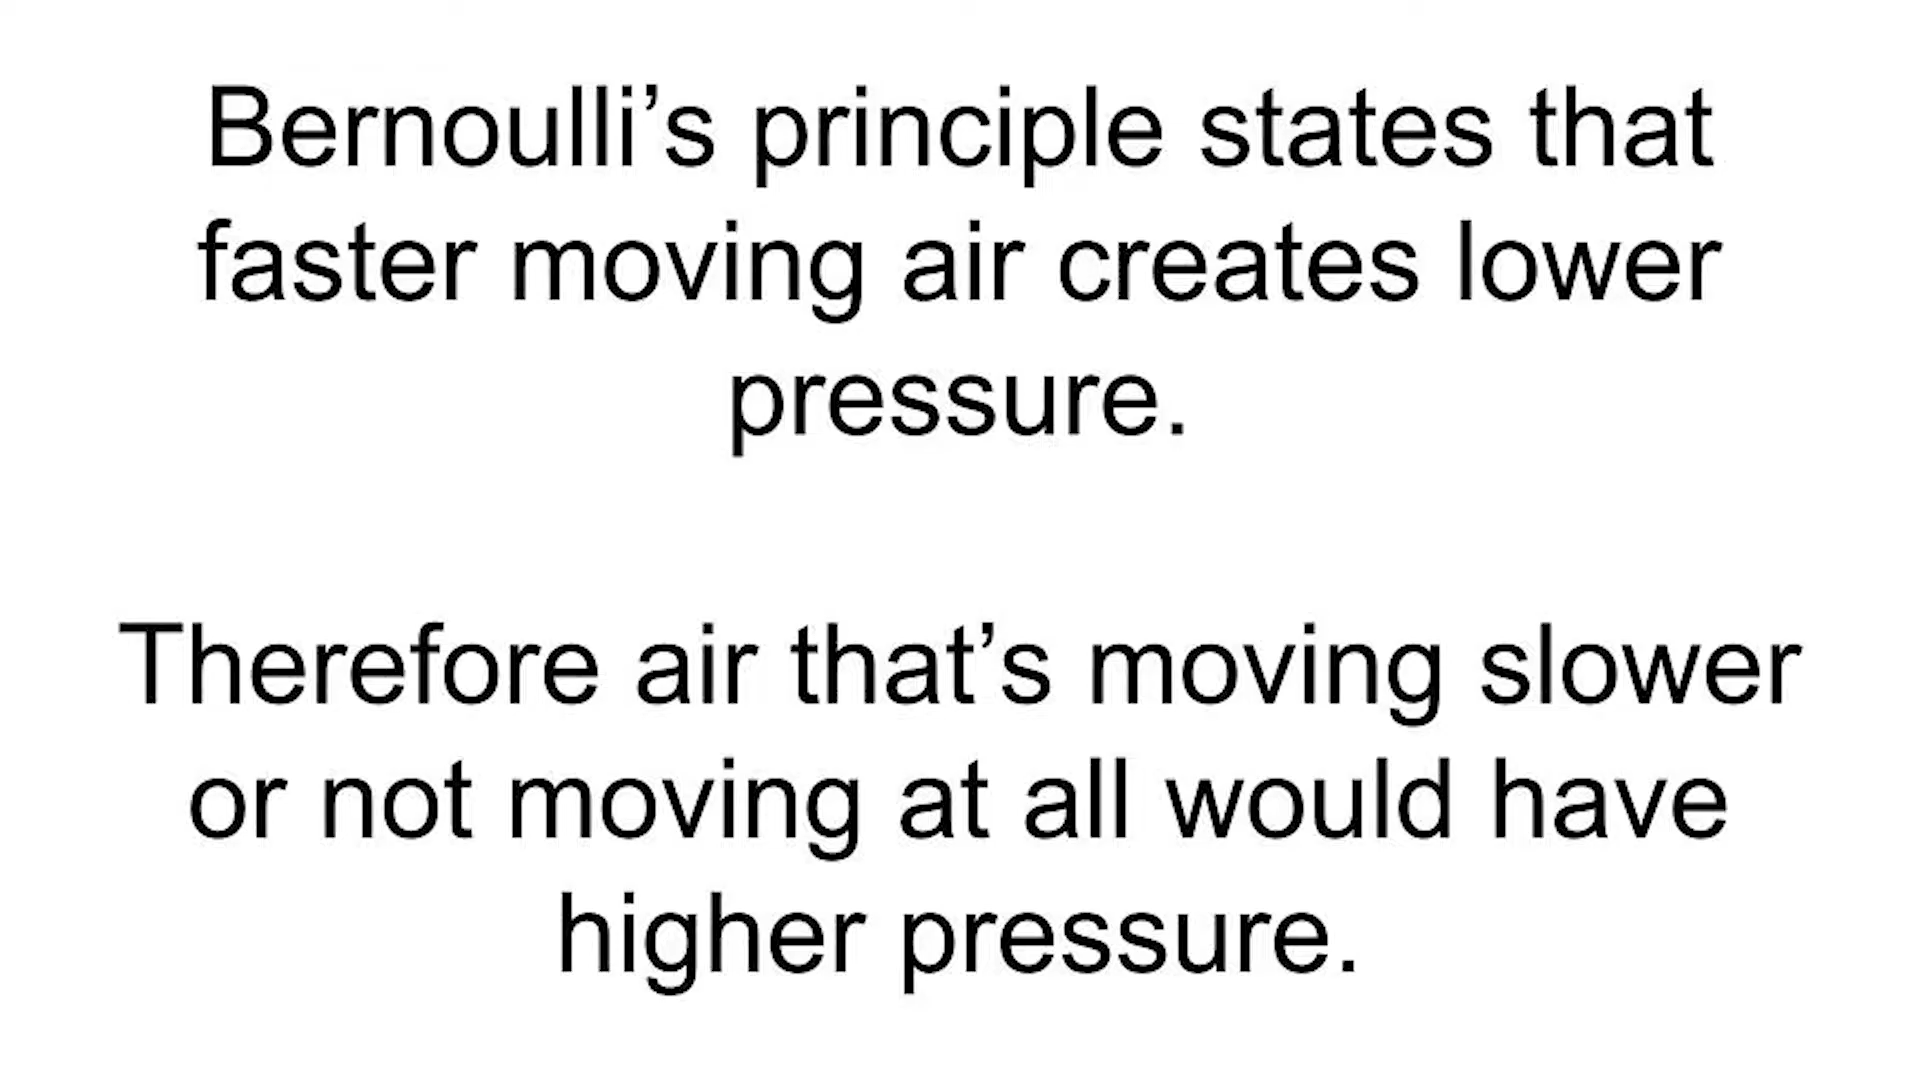 Bernoulli’s principle states that
faster moving air creates lower
pressure.
Therefore air that’s moving slower
or not moving at all would have
higher pressure.